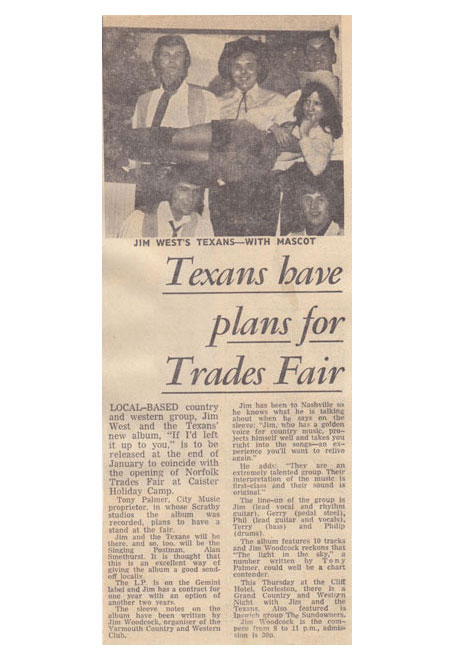 JIM WEST'S TEXANS—WITH MASCOT
Texans have
plans for
Trades Fair
LOCAL-BASED country
and western group, Jim
West and the Texans'
new album, "If I'd left
it up to you," is to
be released at the end of
January to coincide with
the opening of Norfolk
Trades Fair at Caister
Holiday Camp.
Tony Palmer, City Music
proprietor, in whose Scratby
studios the album was
recorded, plans to have a
stand at the fair.
Jim and the Texans will be
there, and so, too, will be the
Singing Postman, Alan
Smethurst. It is thought that
this is an excellent way of
giving the album a good send-
off locally.
The L.P. is on the Gemini
label and Jim has a contract for
one year with an option of
another two years.
The sleeve notes on the
album have been written by
Jim Woodcock, organiser of the
Yarmouth Country and Western
Club.
Jim has been to Nashville so
he knows what he is talking
about when he says on the
sleeve: "Jim, who has a golden
voice for country music, pro-
jects himself well and takes you
right into the songs—an ex-
perience you'll want to relive
again."
He adds: "They are an
extremely talented group. Their
interpretation of the music is
first-class and their sound is
original."
The line-up of the group is
Jim (lead vocal and rhythm
guitar), Gerry (pedal steel),
Phil (lead guitar and vocals),
Terry (bass) and Philip
(drums).
The album features 10 tracks
and Jim Woodcock reckons that
"The light in the sky," a
number written by Tony
Palmer, could well be a chart
contender.
This Thursday at the Cliff
Hotel, Gorleston, there is a
Grand Country and Western
Night with Jim and the
Texans. Also featured is
Ipswich group The Sundowners.
Jim Woodcock is the com-
pere from 8 to 11 p.m., admis-
sion is 30p.